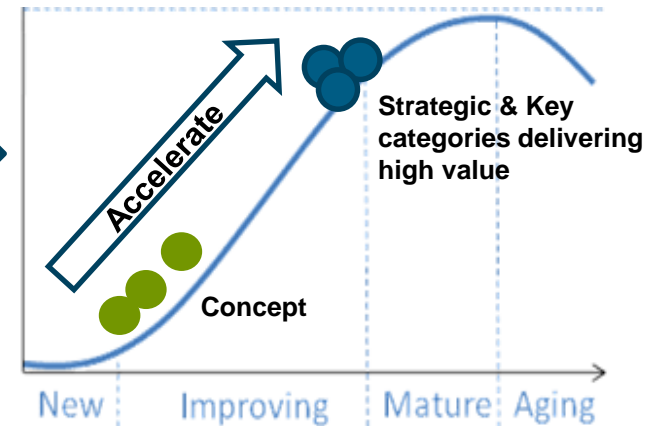 Accelerate
Strategic & Key
categories delivering
high value
Concept
New
Improving
Mature
Aging